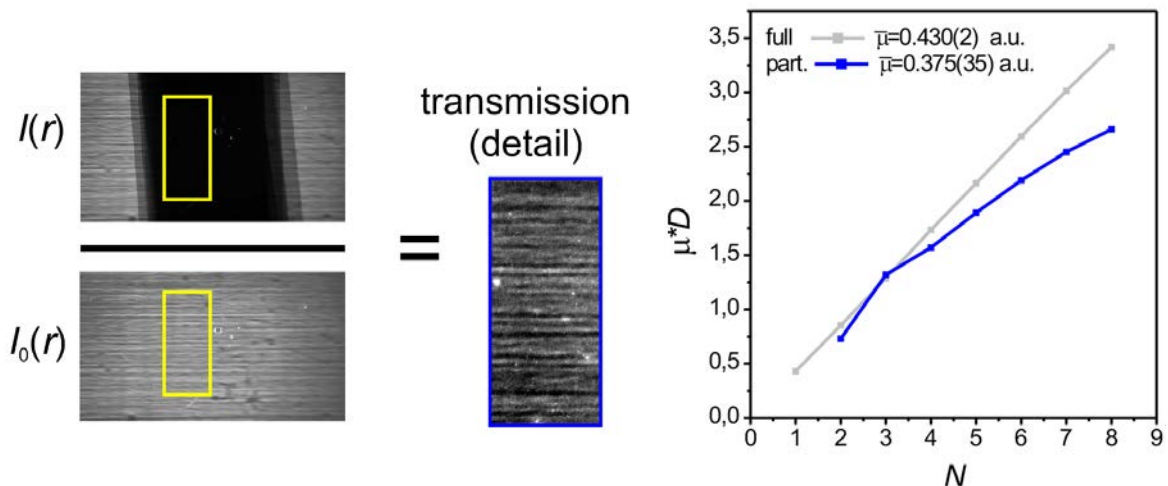 I(r)
I₀(r)
=
transmission
(detail)
full μ̅=0.430(2) a.u.
part. μ̅=0.375(35) a.u.
μ*D
3,5
3,0
2,5
2,0
1,5
1,0
0,5
0,0
0 1 2 3 4 5 6 7 8 9
N